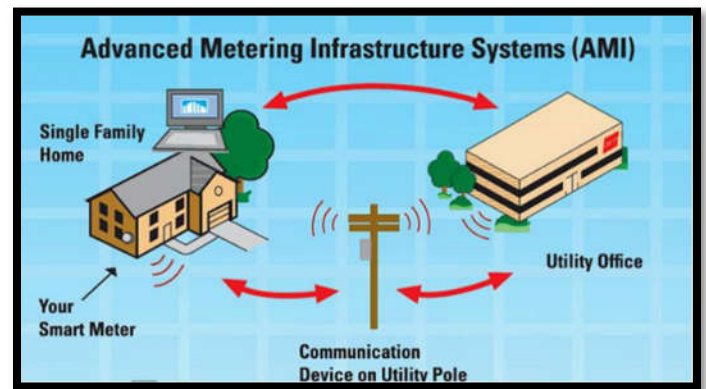 Advanced Metering Infrastructure Systems (AMI)
Single Family
Home
Utility Office
Your
Smart Meter
Communication
Device on Utility Pole